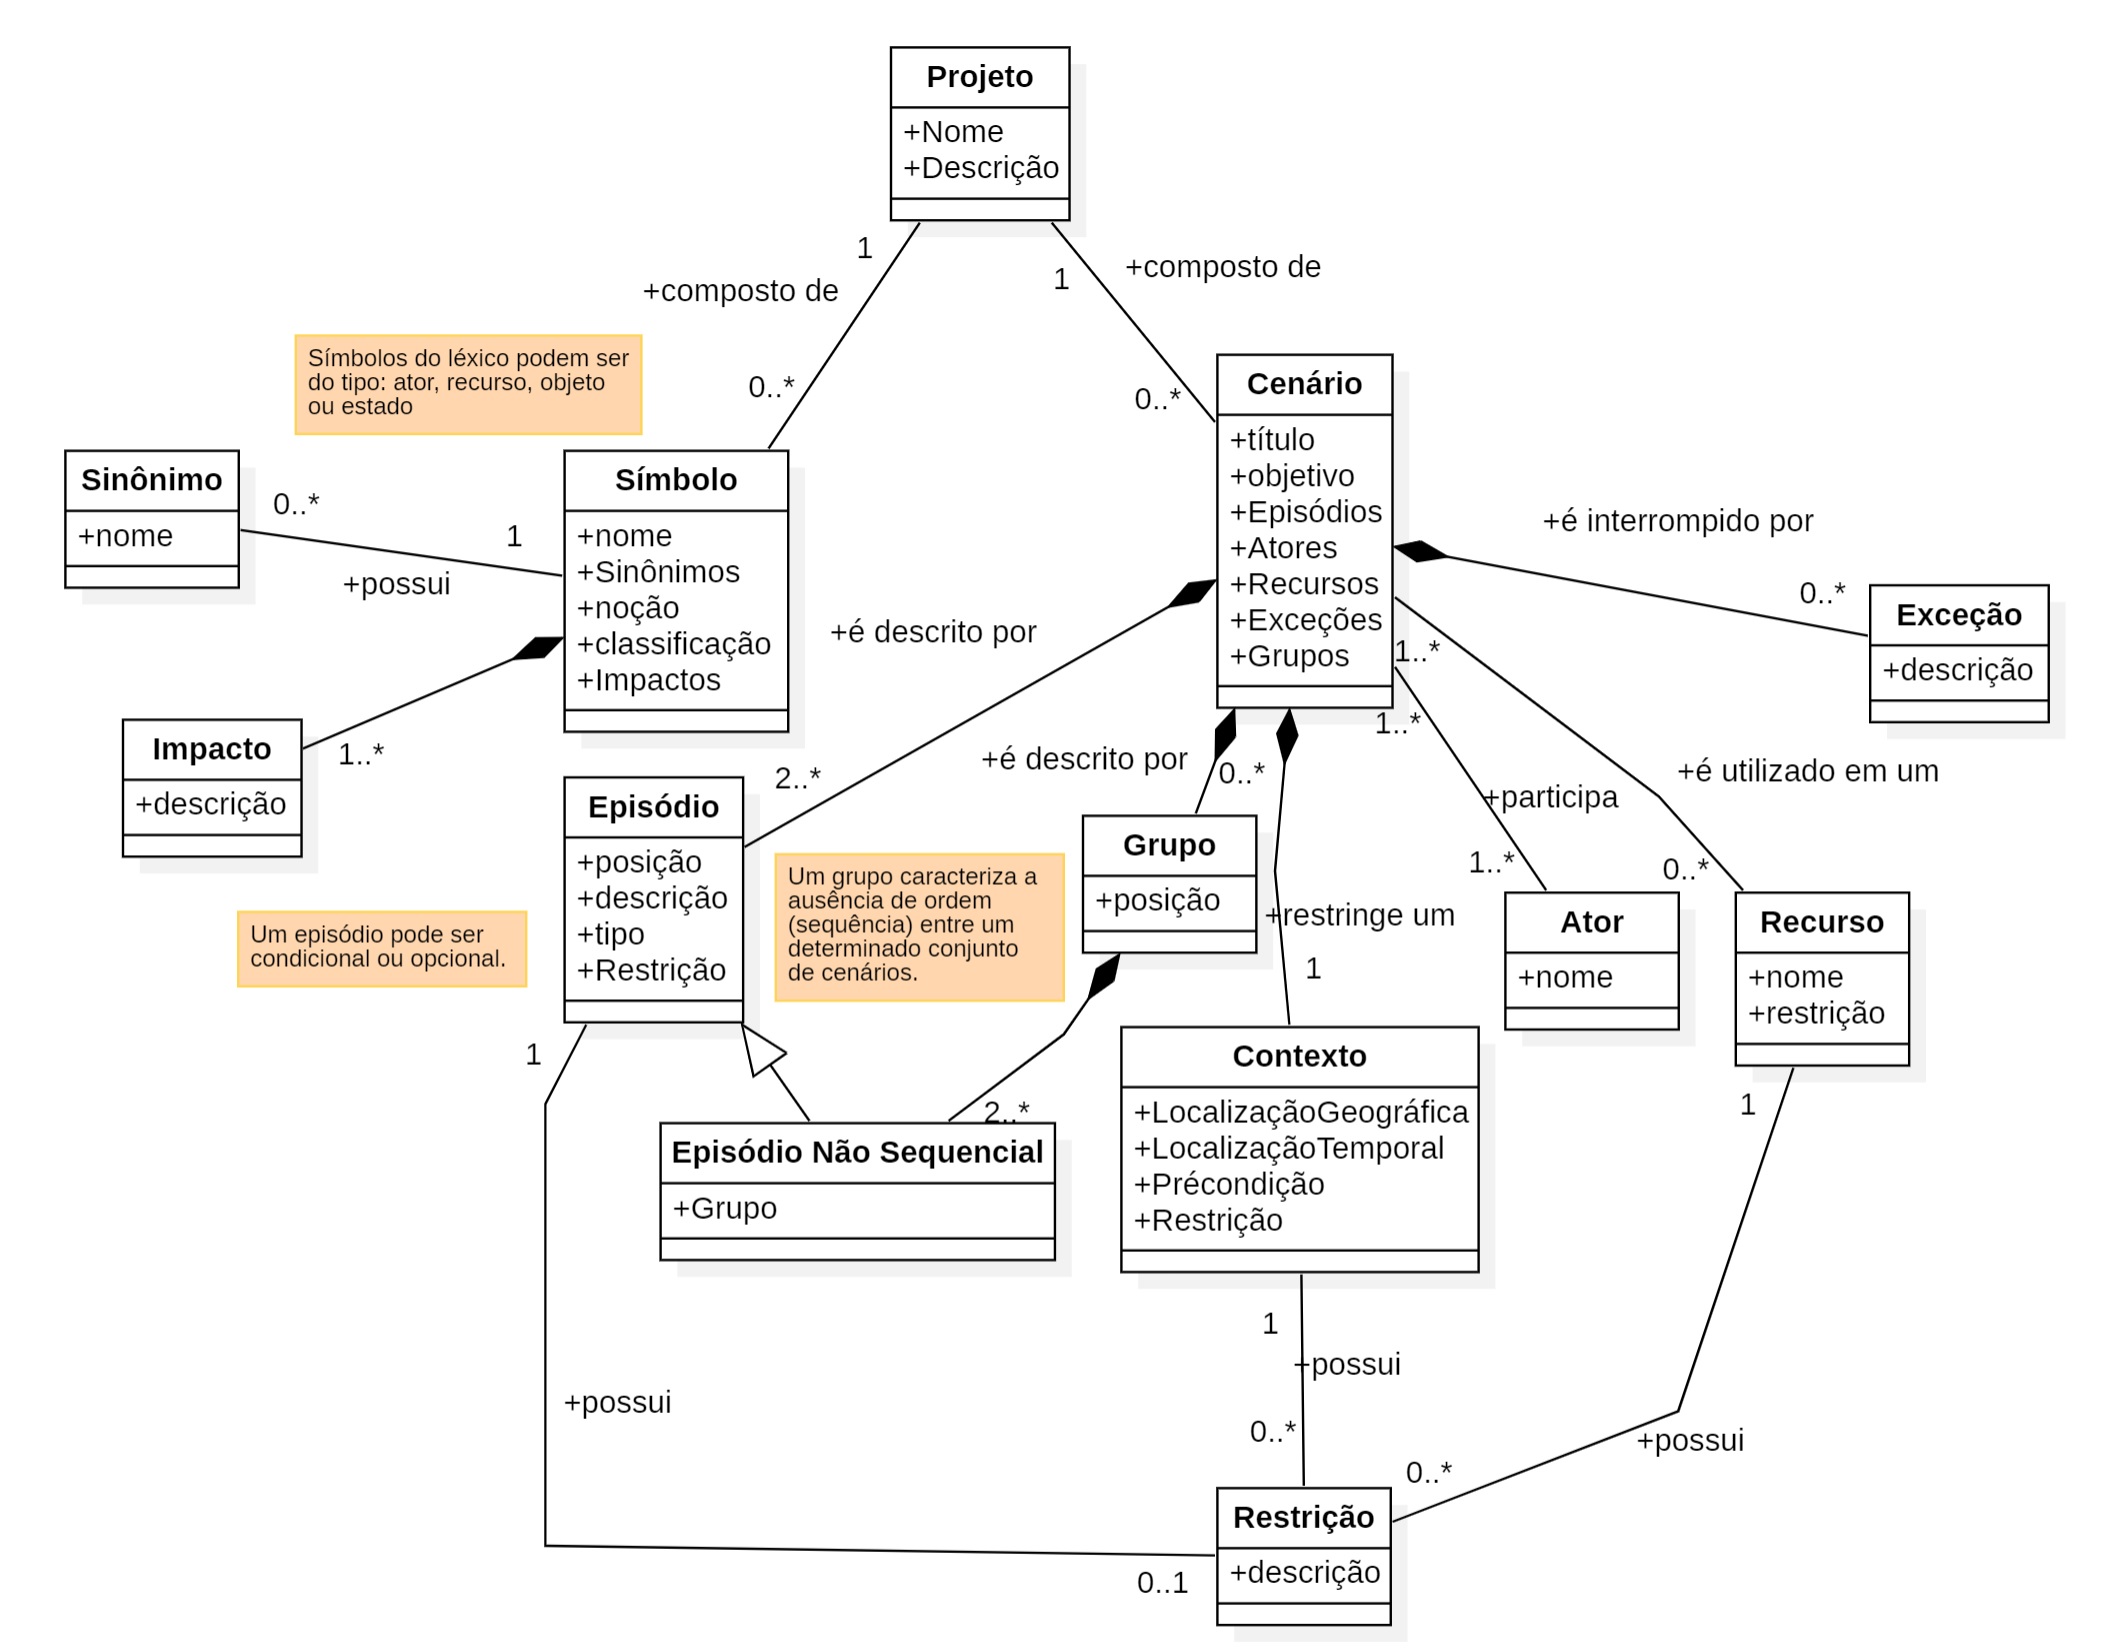 Projeto
+Nome
+Descrição
1
+composto de
0..*
1
+composto de
0..*
Símbolos do léxico podem ser
do tipo: ator, recurso, objeto
ou estado
Sinônimo
+nome
0..*
1
+possui
Símbolo
+nome
+Sinônimos
+noção
+classificação
+Impactos
Impacto
+descrição
1..*
Cenário
+título
+objetivo
+Episódios
+Atores
+Recursos
+Exceções
+Grupos
+é interrompido por
0..*
Exceção
+descrição
+é descrito por
2..*
1..*
1..*
+é descrito por
0..*
+é utilizado em um
0..*
+participa
1..*
Episódio
+posição
+descrição
+tipo
+Restrição
Um episódio pode ser
condicional ou opcional.
Um grupo caracteriza a
ausência de ordem
(sequência) entre um
determinado conjunto
de cenários.
Grupo
+posição
+restringe um
1
Ator
+nome
Recurso
+nome
+restrição
1
2..*
Episódio Não Sequencial
+Grupo
Contexto
+LocalizaçãoGeográfica
+LocalizaçãoTemporal
+Précondição
+Restrição
1
1
+possui
0..*
+possui
+possui
0..*
Restrição
+descrição
0..1